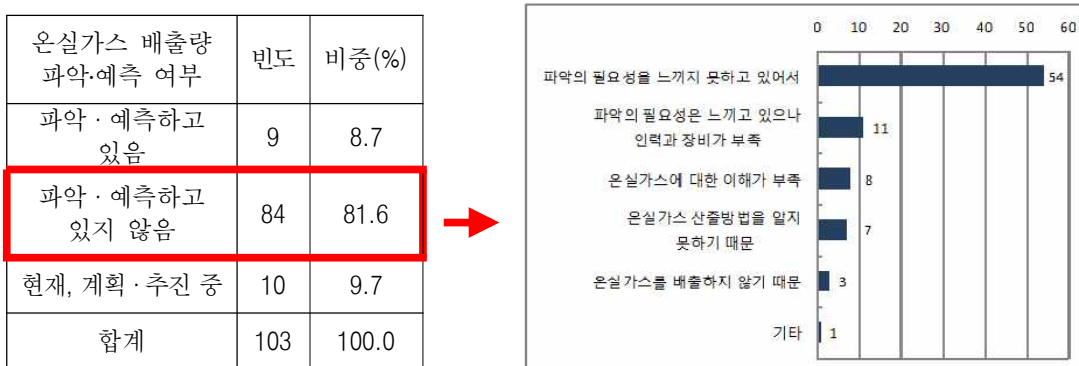 온실가스 배출량
파악·예측 여부
빈도
비중(%)
파악·예측하고
있음
9
8.7
파악·예측하고
있지 않음
84
81.6
현재, 계획·추진 중
10
9.7
합계
103
100.0
0 10 20 30 40 50 60
파악의 필요성을 느끼지 못하고 있어서
54
파악의 필요성은 느끼고 있으나
인력과 장비가 부족
11
온실가스에 대한 이해가 부족
8
온실가스 산출방법을 알지
못하기 때문
7
온실가스를 배출하지 않기 때문
3
기타
1